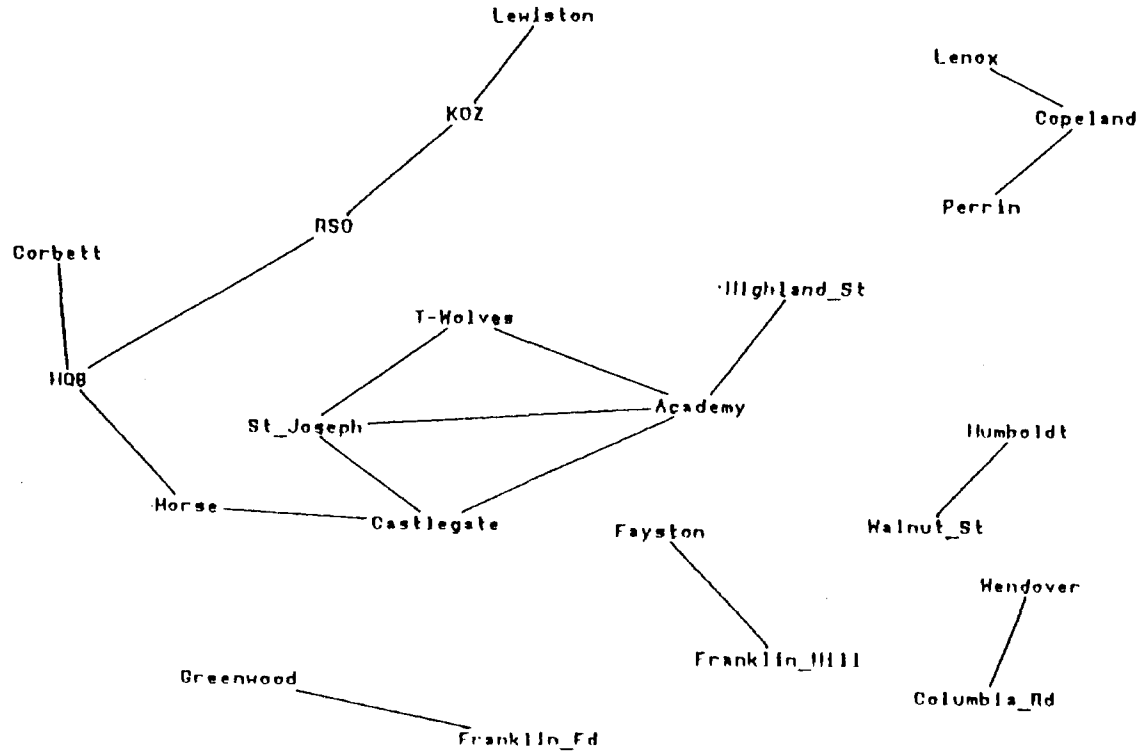 Lewiston
Lenox
KOZ
Copeland
Perrin
RSO
Corbett
Highland_St
T-Wolves
HQB
Academy
St_Joseph
Humboldt
Horse
Castlegate
Fayston
Walnut_St
Wendover
Franklin_Hill
Greenwood
Columbia_Rd
Franklin_Fd